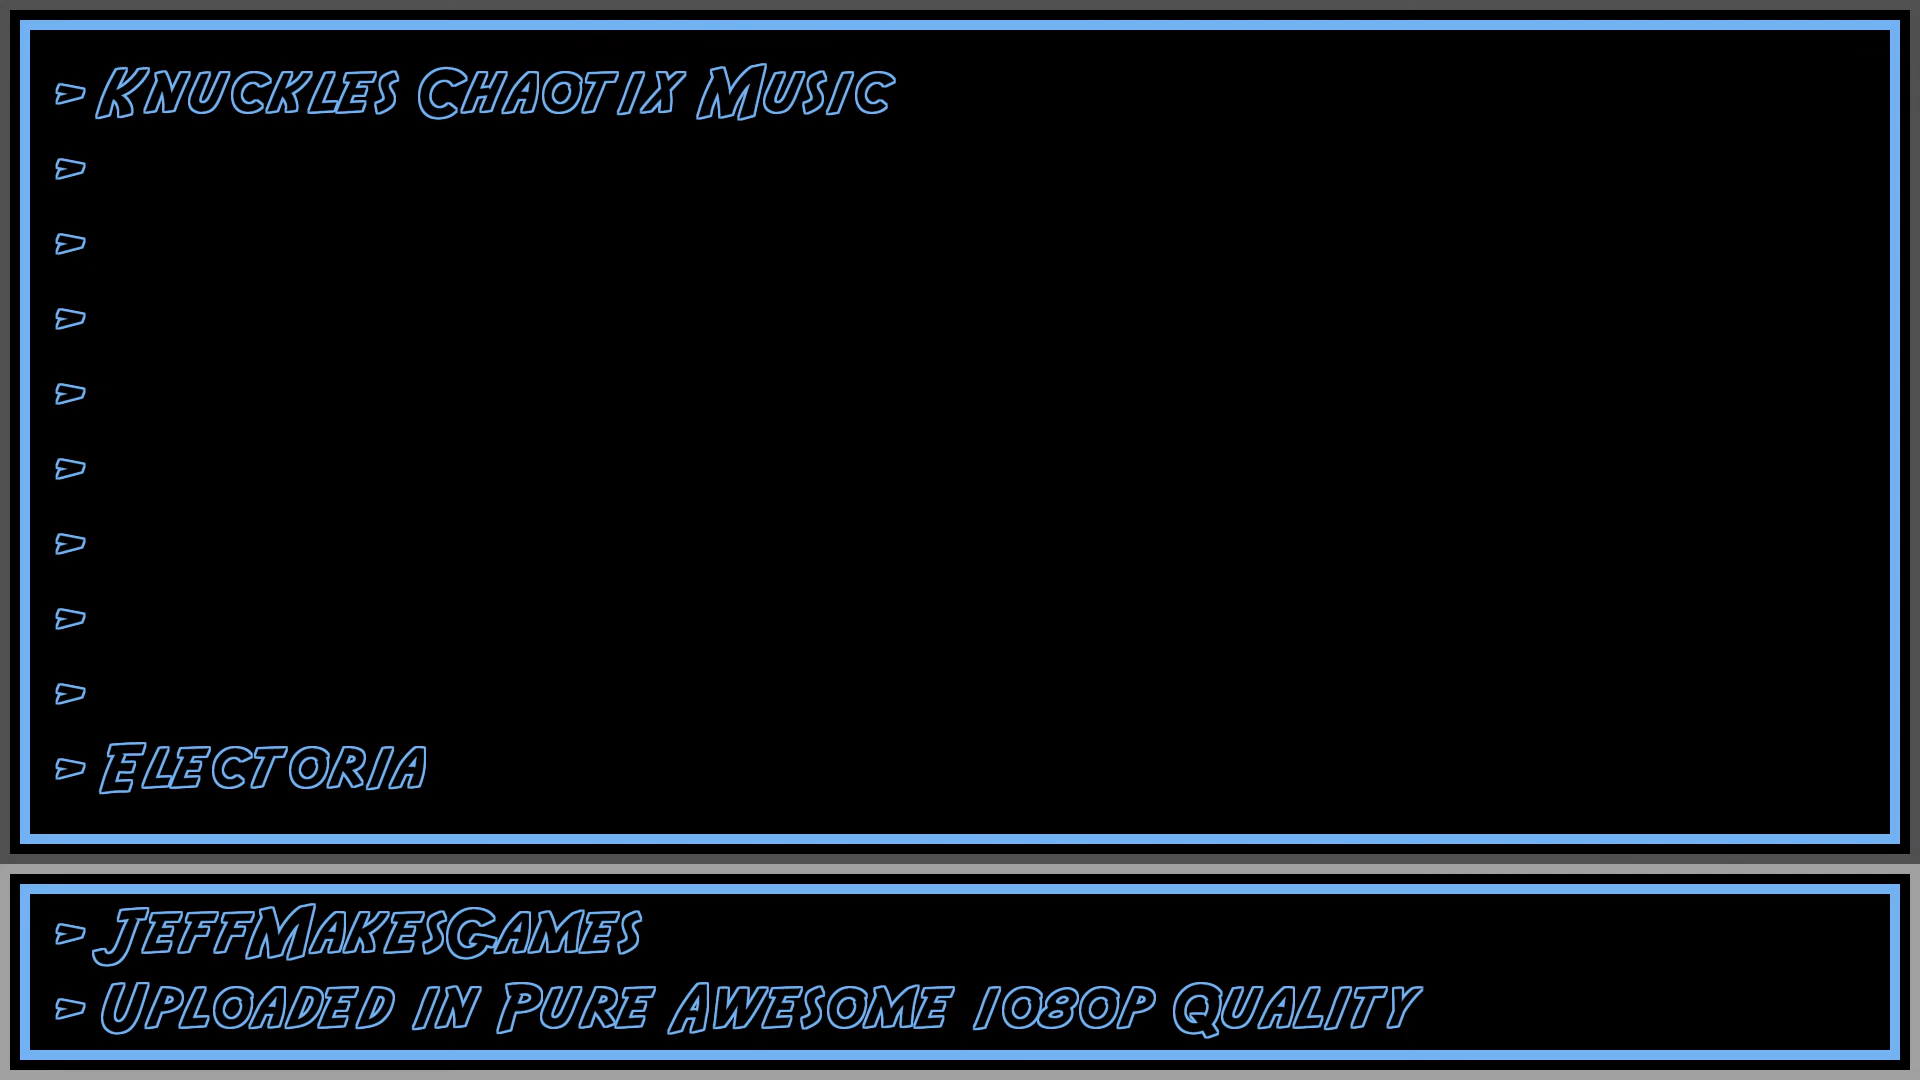 > Knuckles Chaotix Music
>
>
>
>
>
>
>
>
> Electoria
> JeffMakesGames
> Uploaded in Pure Awesome 1080p Quality